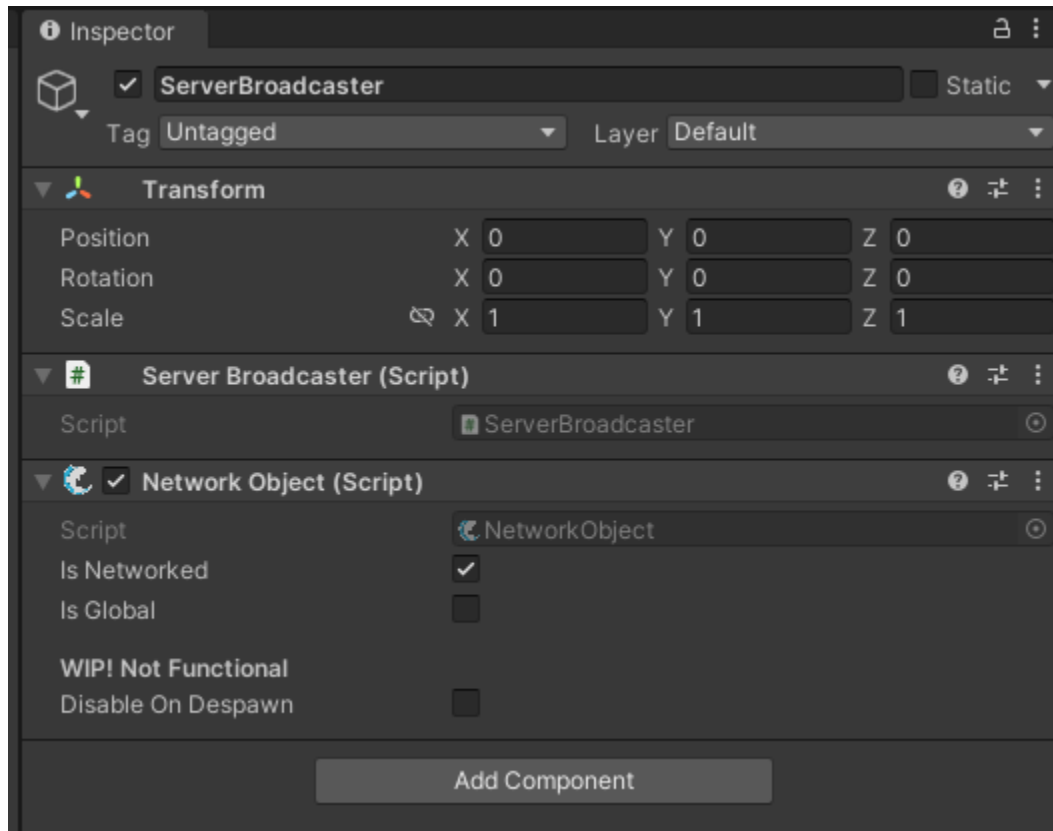 Inspector
ServerBroadcaster Static
Tag Untagged Layer Default
Transform
Position X 0 Y 0 Z 0
Rotation X 0 Y 0 Z 0
Scale X 1 Y 1 Z 1
# Server Broadcaster (Script)
Script # ServerBroadcaster
Network Object (Script)
Script NetworkObject
Is Networked
Is Global
WIP! Not Functional
Disable On Despawn
Add Component